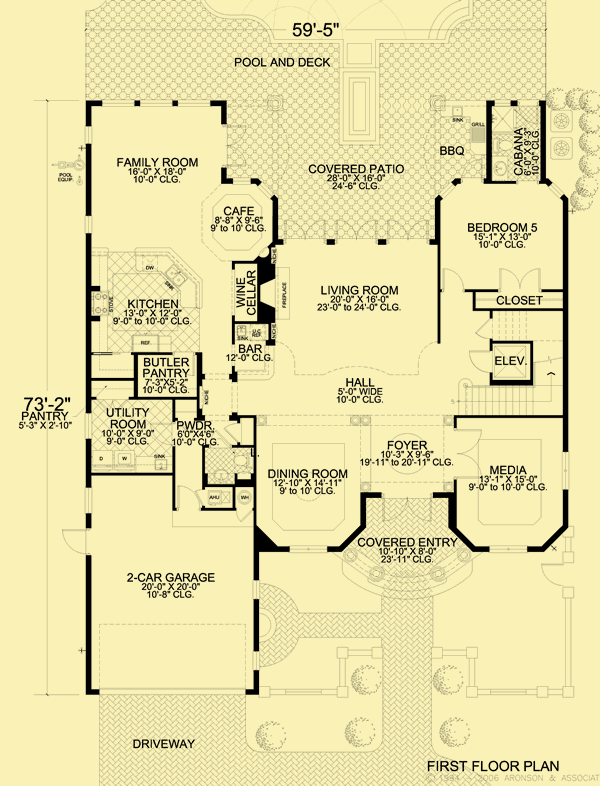 59'-5"
POOL AND DECK
SINK
GRILL
BBQ
CABANA
6'-0" X 9'-3"
10'-0" CLG.
FAMILY ROOM
16'-0" X 18'-0"
10'-0" CLG.
POOL
EQUIP.
COVERED PATIO
28'-0" X 16'-0"
24'-6" CLG.
CAFE
8'-8" X 9'-6"
9' to 10' CLG.
BEDROOM 5
15'-1" X 13'-0"
10'-0" CLG.
NICHE
DW
SINK
WINE
CELLAR
FIREPLACE
LIVING ROOM
20'-0" X 16'-0"
23'-0" to 24'-0" CLG.
CLOSET
STOVE
KITCHEN
13'-0" X 12'-0"
9'-0" to 10'-0" CLG.
REF.
SINK
U/C
REF.
NICHE
BAR
12'-0" CLG.
ELEV.
BUTLER
PANTRY
7'-3"X5'-2"
10'-0" CLG.
HALL
5'-0" WIDE
10'-0" CLG.
NICHE
73'-2"
PANTRY
5'-3" X 2'-10"
UTILITY
ROOM
10'-0" X 9'-0"
9'-0" CLG.
D
W
SINK
PWDR.
6'0"X4'6"
10'-0" CLG.
FOYER
10'-3" X 9'-6"
19'-11" to 20'-11" CLG.
DINING ROOM
12'-10" X 14'-11"
9' to 10' CLG.
MEDIA
13'-1" X 15'-0"
9'-0" to 10'-0" CLG.
AHU
WH
COVERED ENTRY
10'-10" X 8'-0"
23'-11" CLG.
2-CAR GARAGE
20'-0" X 20'-0"
10'-8" CLG.
DRIVEWAY
FIRST FLOOR PLAN
© 1994 - 2006 ARONSON & ASSOCIAT